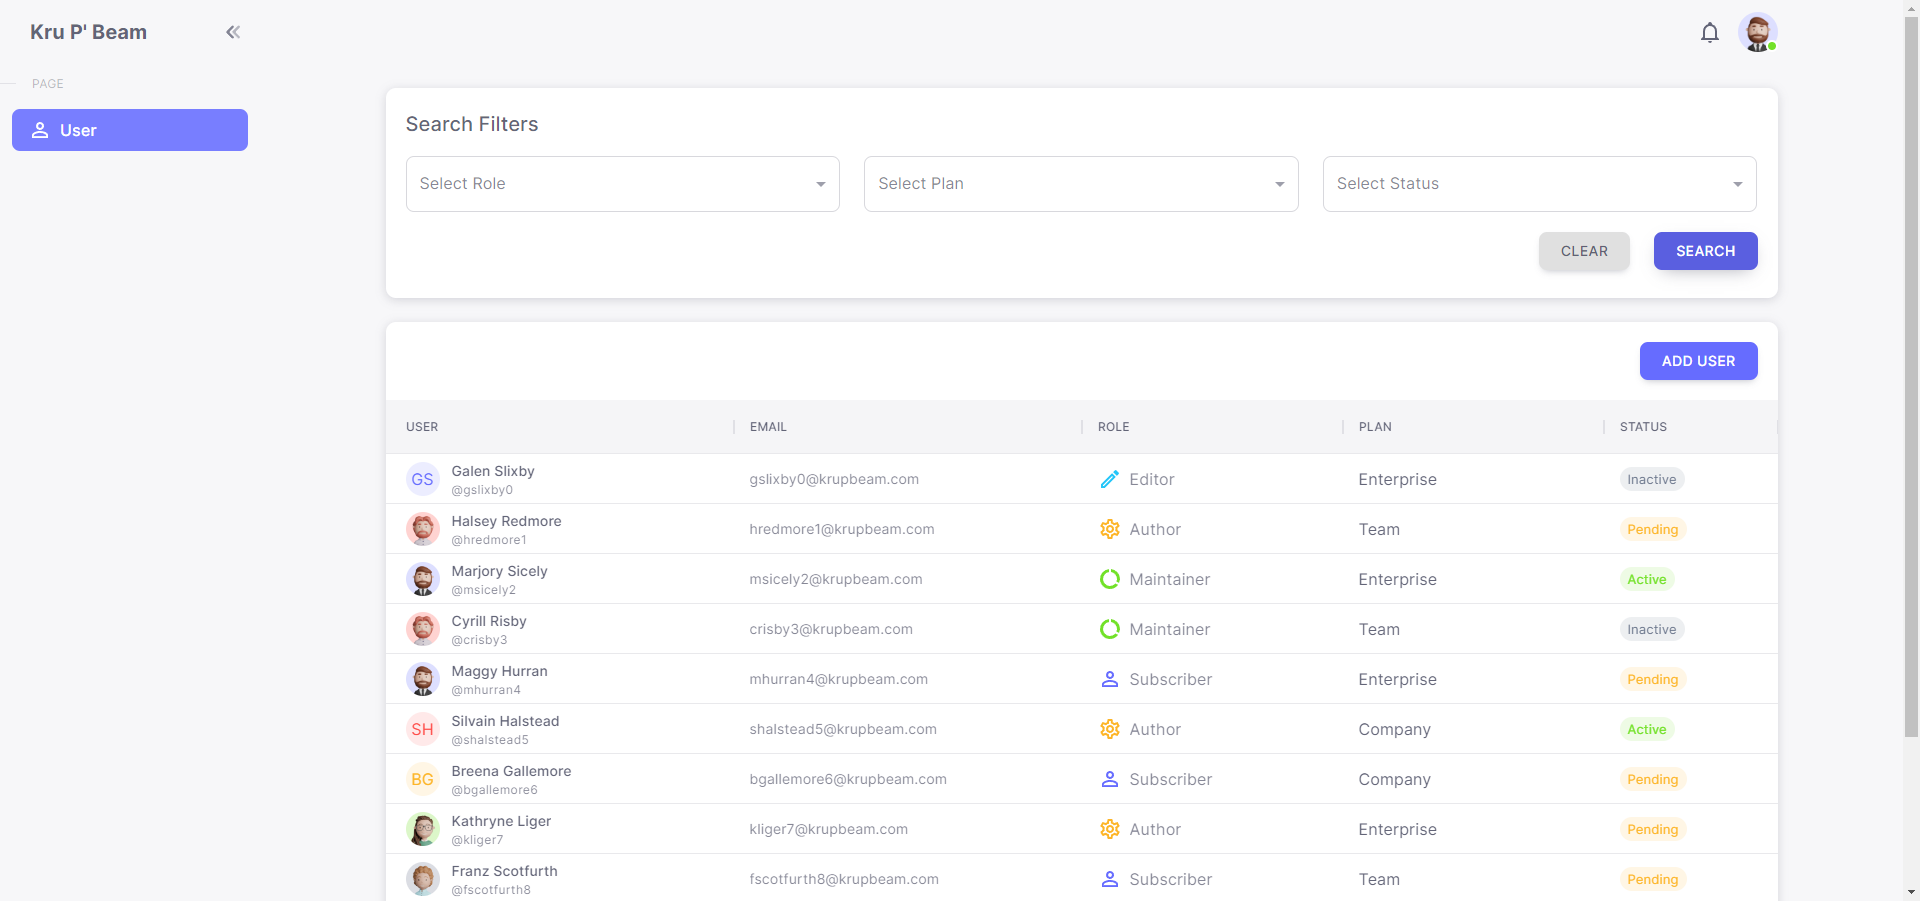 Kru P' Beam
PAGE
User
Search Filters
Select Role
Select Plan
Select Status
CLEAR
SEARCH
ADD USER
USER EMAIL ROLE PLAN STATUS
GS Galen Slixby
@gslixby0
gslixby0@krupbeam.com Editor Enterprise Inactive
Halsey Redmore
@hredmore1
hredmore1@krupbeam.com Author Team Pending
Marjory Sicely
@msicely2
msicely2@krupbeam.com Maintainer Enterprise Active
Cyrill Risby
@crisby3
crisby3@krupbeam.com Maintainer Team Inactive
Maggy Hurran
@mhurran4
mhurran4@krupbeam.com Subscriber Enterprise Pending
SH Silvain Halstead
@shalstead5
shalstead5@krupbeam.com Author Company Active
BG Breena Gallemore
@bgallemore6
bgallemore6@krupbeam.com Subscriber Company Pending
Kathryne Liger
@kliger7
kliger7@krupbeam.com Author Enterprise Pending
Franz Scotfurth
@fscotfurth8
fscotfurth8@krupbeam.com Subscriber Team Pending